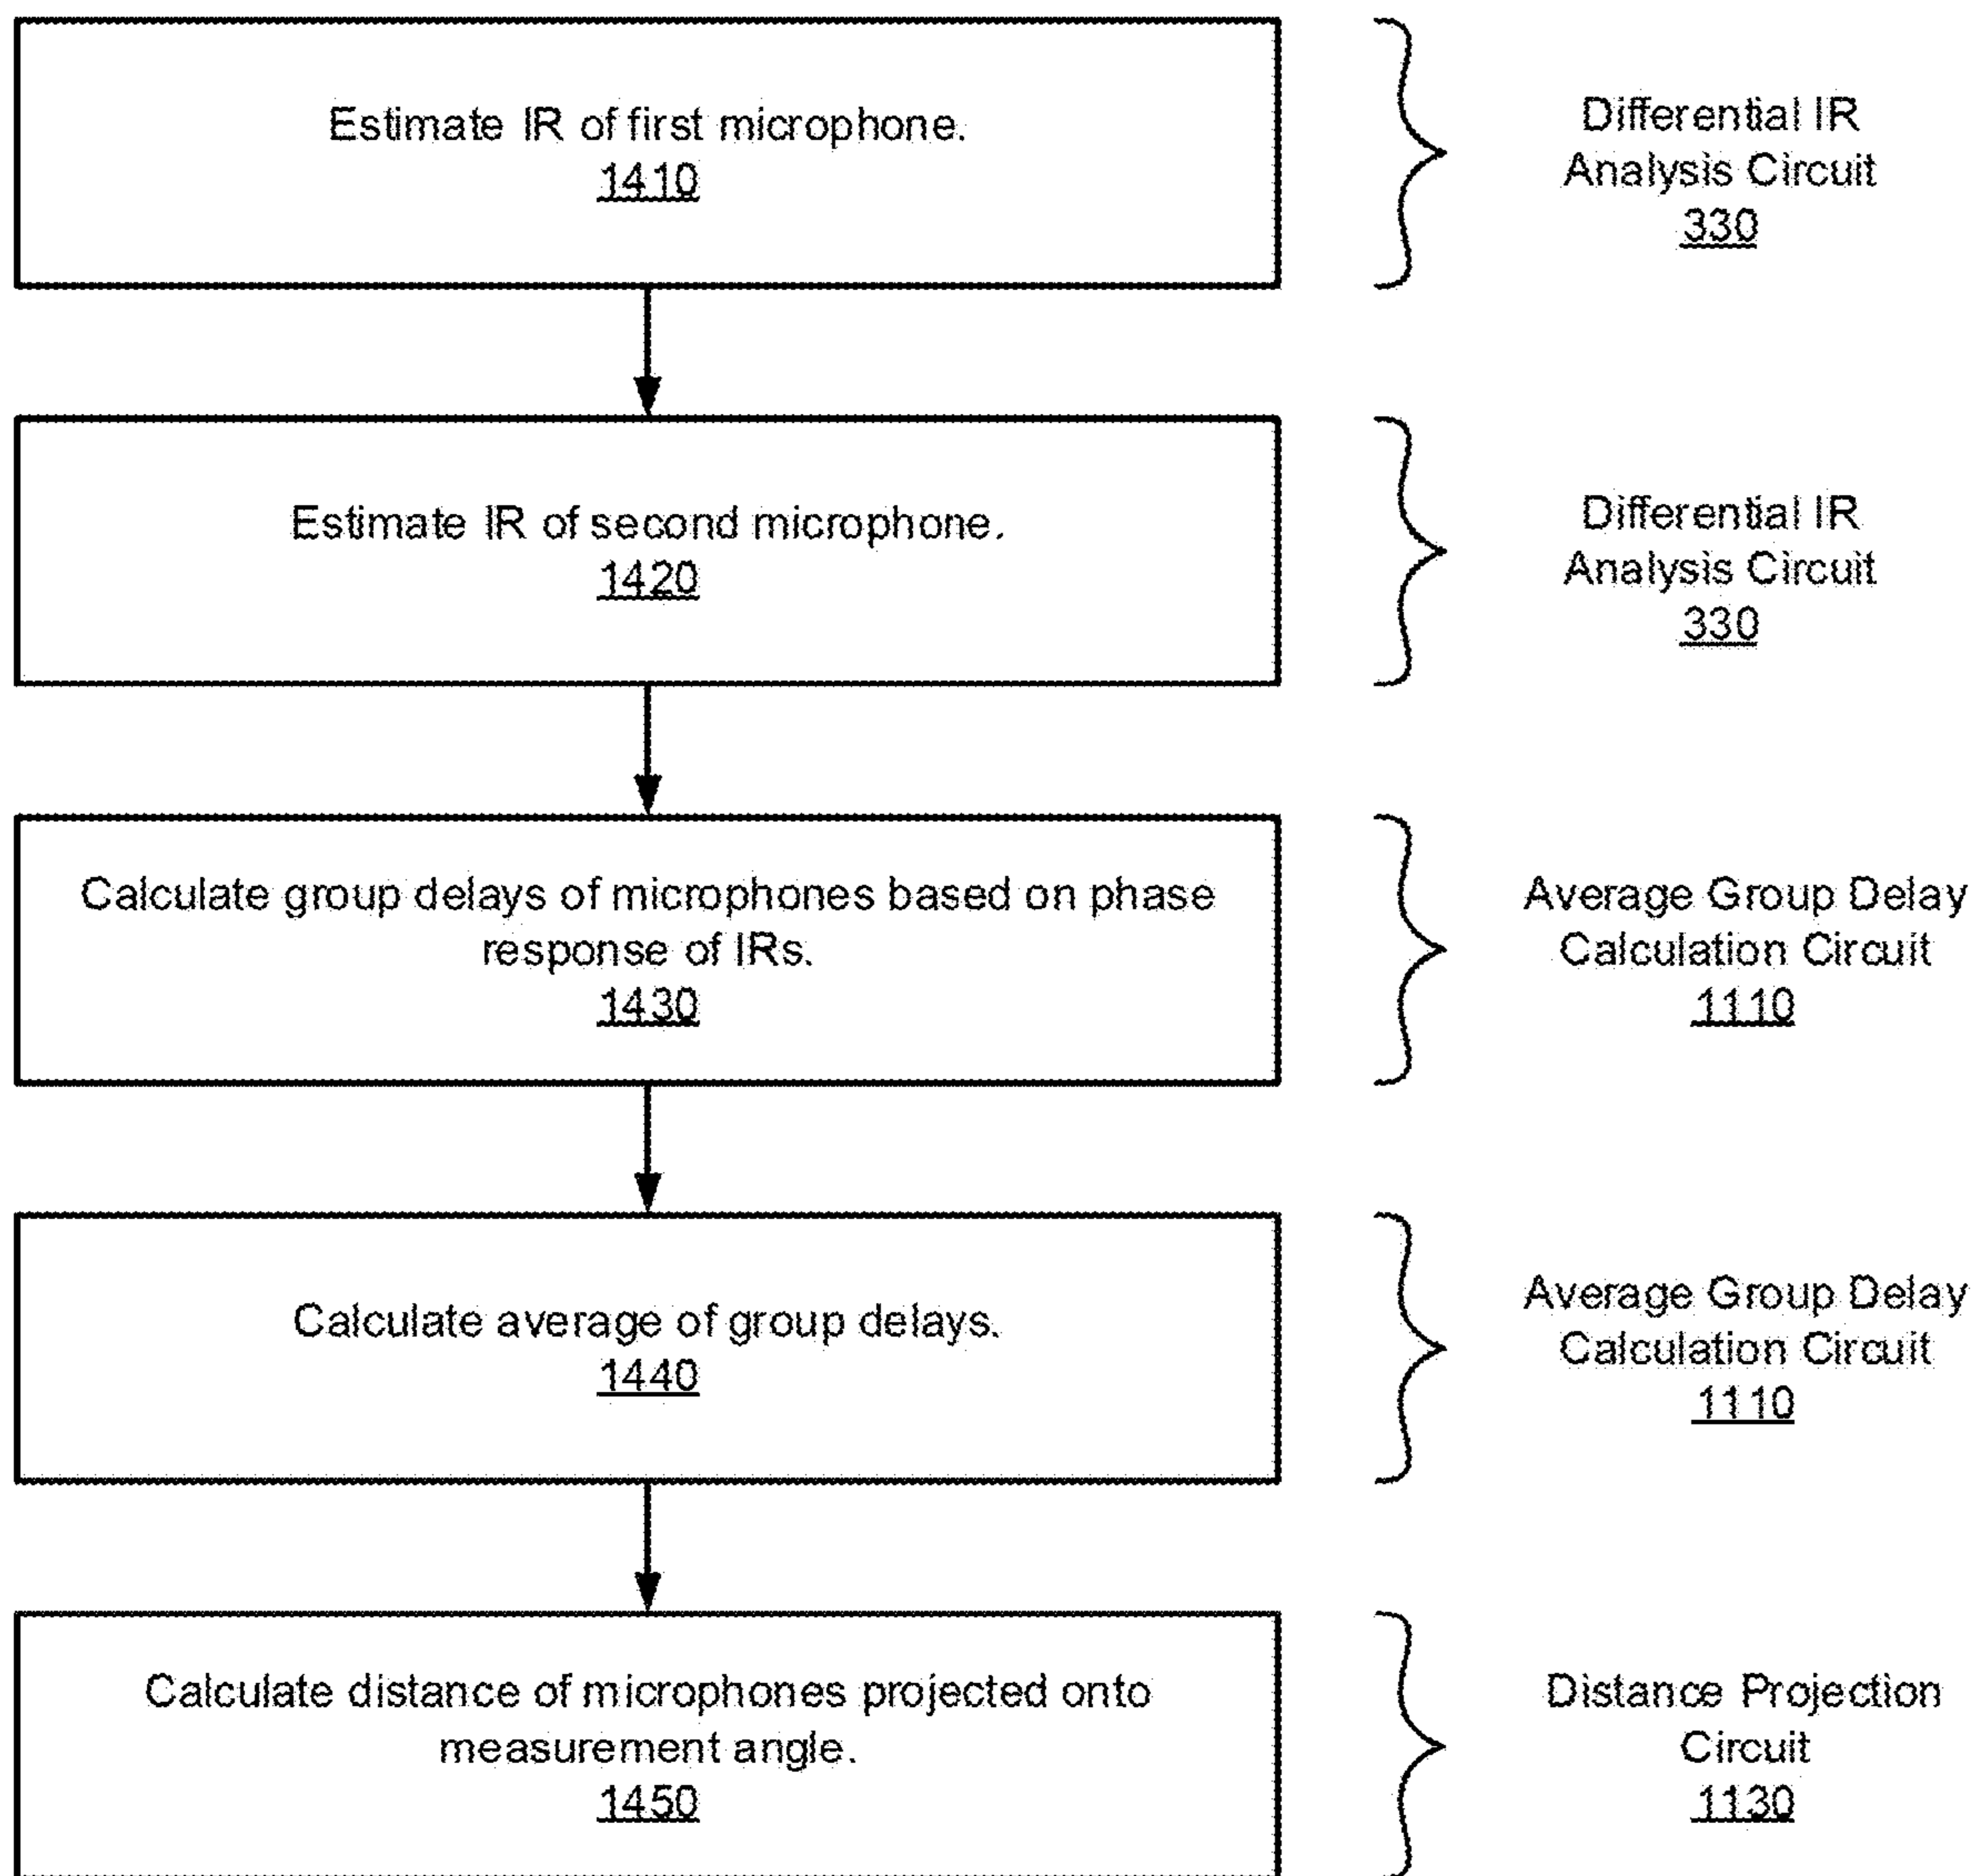 Estimate IR of first microphone.
1410
Differential IR
Analysis Circuit
330
Estimate IR of second microphone.
1420
Differential IR
Analysis Circuit
330
Calculate group delays of microphones based on phase
response of IRs.
1430
Average Group Delay
Calculation Circuit
1110
Calculate average of group delays.
1440
Average Group Delay
Calculation Circuit
1110
Calculate distance of microphones projected onto
measurement angle.
1450
Distance Projection
Circuit
1130